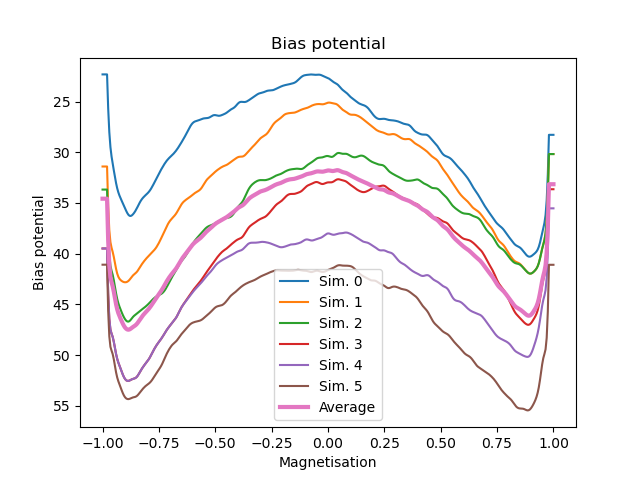 Bias potential
Bias potential
25
30
35
40
45
50
55
Sim. 0
Sim. 1
Sim. 2
Sim. 3
Sim. 4
Sim. 5
Average
−1.00 −0.75 −0.50 −0.25 0.00 0.25 0.50 0.75 1.00
Magnetisation